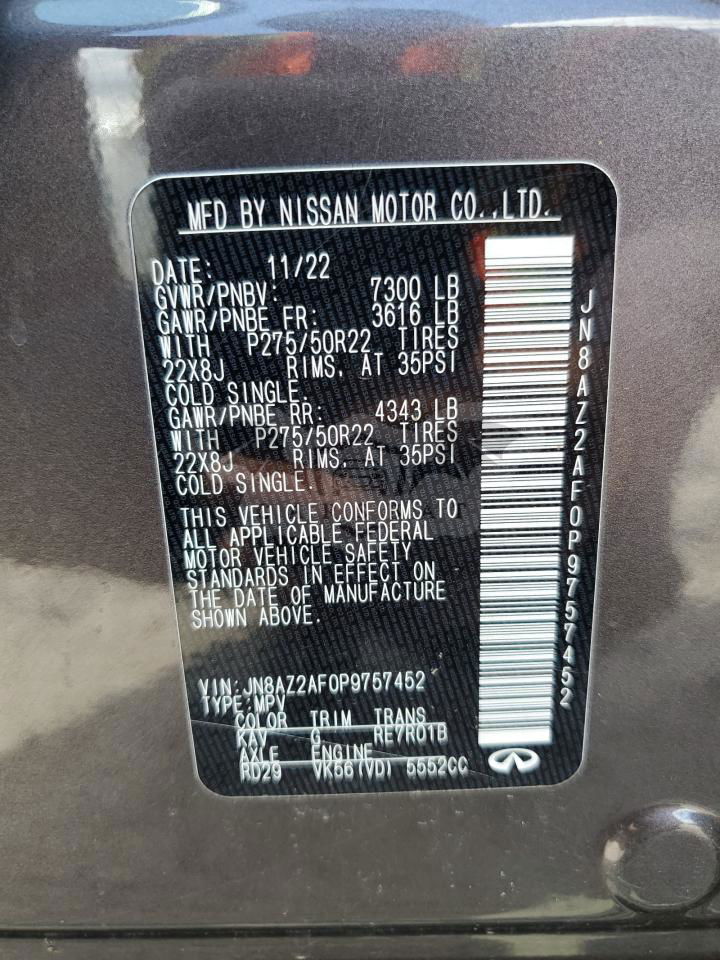 MFD BY NISSAN MOTOR CO.,LTD.
DATE: 11/22
GVWR/PNBV: 7300 LB
GAWR/PNBE FR: 3616 LB
WITH P275/50R22 TIRES
22X8J RIMS, AT 35PSI
COLD SINGLE.
GAWR/PNBE RR: 4343 LB
WITH P275/50R22 TIRES
22X8J RIMS, AT 35PSI
COLD SINGLE.
THIS VEHICLE CONFORMS TO
ALL APPLICABLE FEDERAL
MOTOR VEHICLE SAFETY
STANDARDS IN EFFECT ON
THE DATE OF MANUFACTURE
SHOWN ABOVE.
VIN:JN8AZ2AF0P9757452
TYPE:MPV
COLOR TRIM TRANS
KAV G RE7R01B
AXLE ENGINE
RD29 VK56(VD) 5552CC
JN8AZ2AF0P9757452